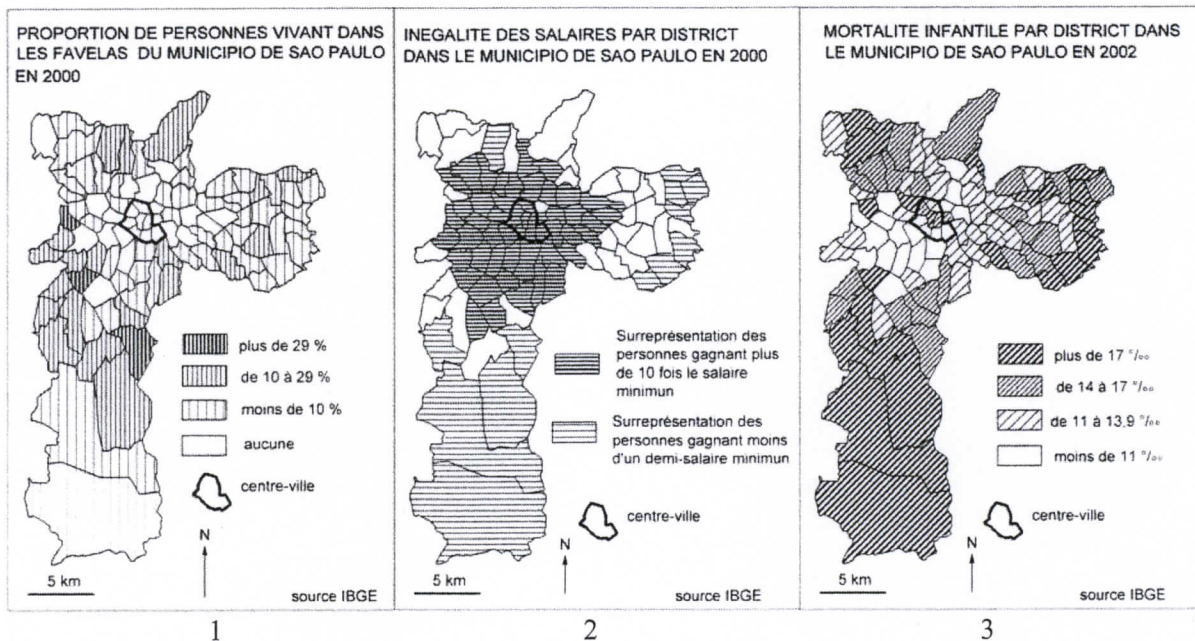 PROPORTION DE PERSONNES VIVANT DANS
LES FAVELAS DU MUNICIPIO DE SAO PAULO
EN 2000
plus de 29 %
de 10 à 29 %
moins de 10 %
aucune
centre-ville
N
5 km
source IBGE
1
INEGALITE DES SALAIRES PAR DISTRICT
DANS LE MUNICIPIO DE SAO PAULO EN 2000
Surreprésentation des
personnes gagnant plus
de 10 fois le salaire
minimun
Surreprésentation des
personnes gagnant moins
d'un demi-salaire minimun
centre-ville
N
5 km
source IBGE
2
MORTALITE INFANTILE PAR DISTRICT DANS
LE MUNICIPIO DE SAO PAULO EN 2002
plus de 17 °/oo
de 14 à 17 °/oo
de 11 à 13,9 °/oo
moins de 11 °/oo
centre-ville
N
5 km
source IBGE
3